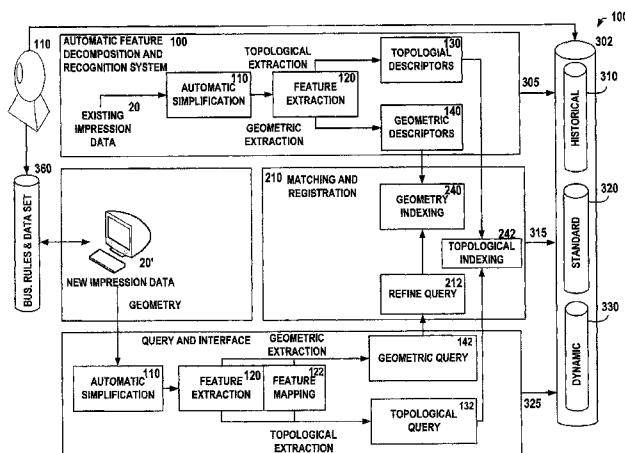 100
110
302
AUTOMATIC FEATURE
DECOMPOSITION AND
RECOGNITION SYSTEM
100
TOPOLOGICAL
EXTRACTION
TOPOLOGIAL
DESCRIPTORS
130
310
AUTOMATIC
SIMPLIFICATION
110
FEATURE
EXTRACTION
120
305
HISTORICAL
20
EXISTING
IMPRESSION
DATA
GEOMETRIC EXTRACTION
GEOMETRIC
DESCRIPTORS
140
360
210
MATCHING AND
REGISTRATION
GEOMETRY
INDEXING
240
320
BUS. RULES & DATA SET
20'
NEW IMPRESSION DATA
242
TOPOLOGICAL
INDEXING
315
STANDARD
GEOMETRY
REFINE QUERY
212
330
QUERY AND INTERFACE
GEOMETRIC
EXTRACTION
142
GEOMETRIC QUERY
AUTOMATIC
SIMPLIFICATION
110
FEATURE
EXTRACTION
120
FEATURE
MAPPING
122
325
DYNAMIC
TOPOLOGICAL
QUERY
132
TOPOLOGICAL
EXTRACTION